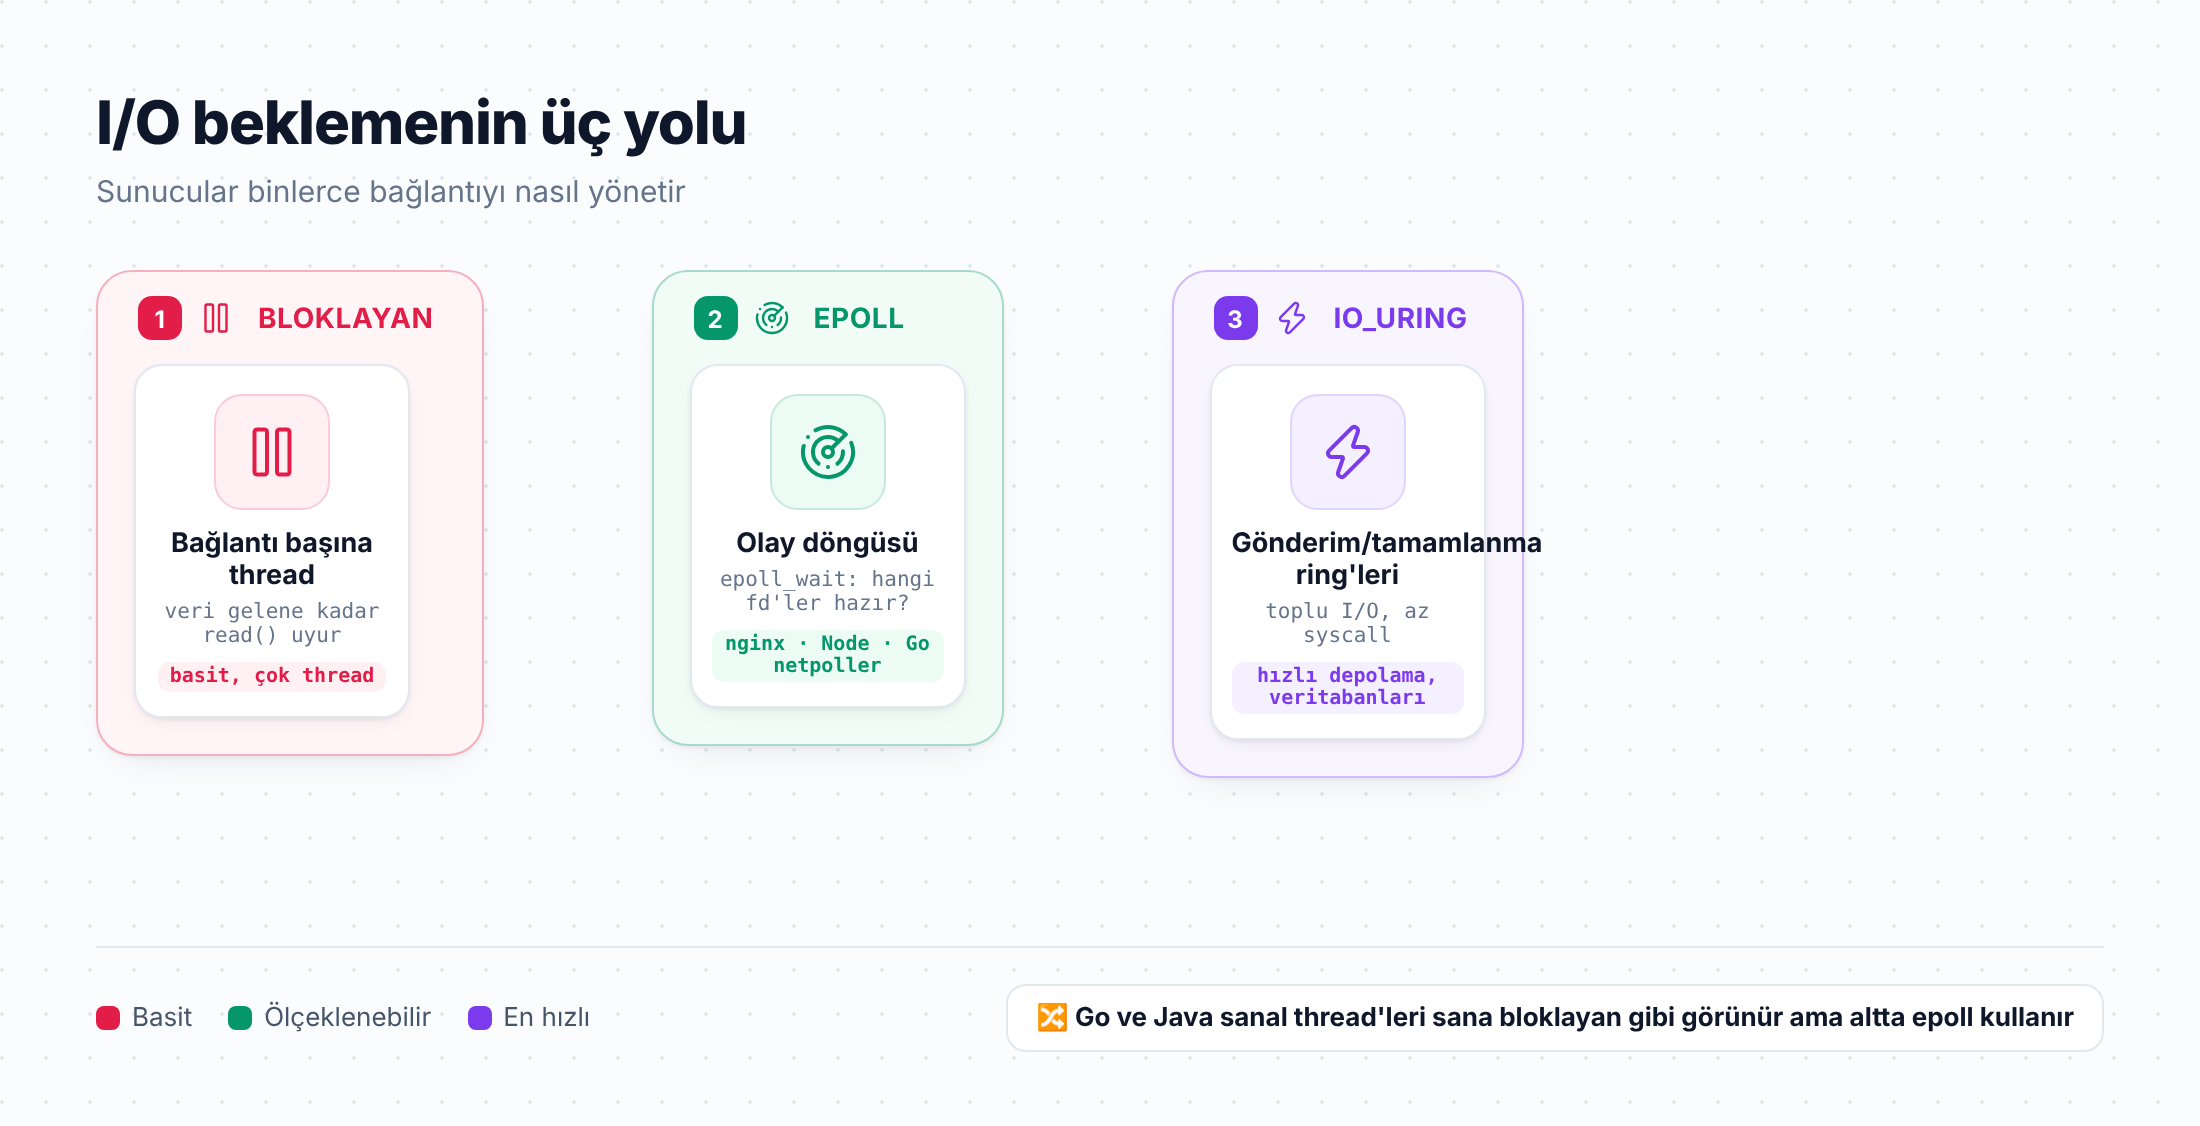 I/O beklemenin üç yolu
Sunucular binlerce bağlantıyı nasıl yönetir
1 BLOKLAYAN
Bağlantı başına
thread
veri gelene kadar
read() uyur
basit, çok thread
2 EPOLL
Olay döngüsü
epoll_wait: hangi
fd'ler hazır?
nginx · Node · Go
netpoller
3 IO_URING
Gönderim/tamamlanma
ring'leri
toplu I/O, az
syscall
hızlı depolama,
veritabanları
Basit
Ölçeklenebilir
En hızlı
🔀 Go ve Java sanal thread'leri sana bloklayan gibi görünür ama altta epoll kullanır